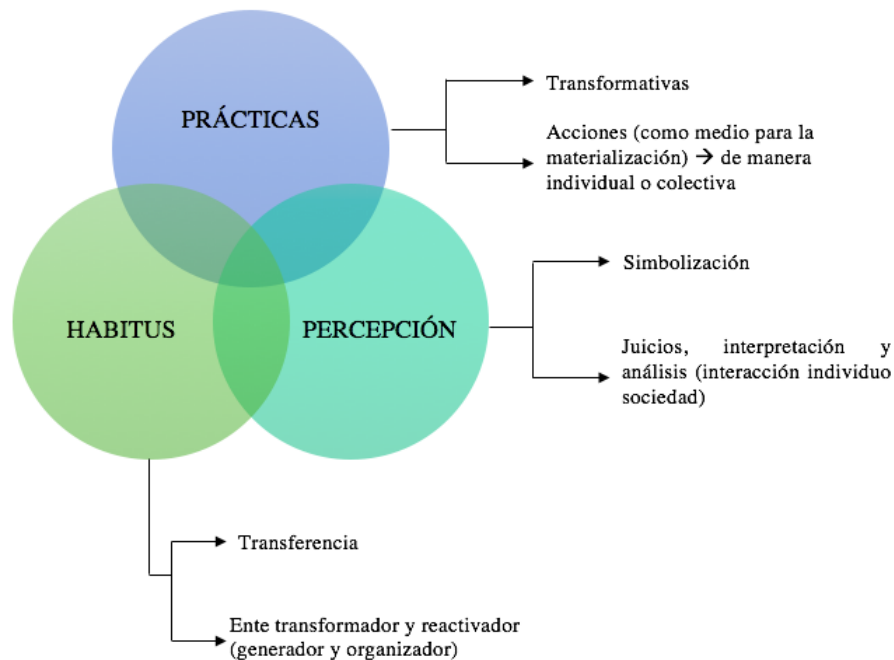 PRÁCTICAS
Transformativas
Acciones (como medio para la
materialización) → de manera
individual o colectiva
HABITUS
PERCEPCIÓN
Simbolización
Juicios, interpretación y
análisis (interacción individuo
sociedad)
Transferencia
Ente transformador y reactivador
(generador y organizador)